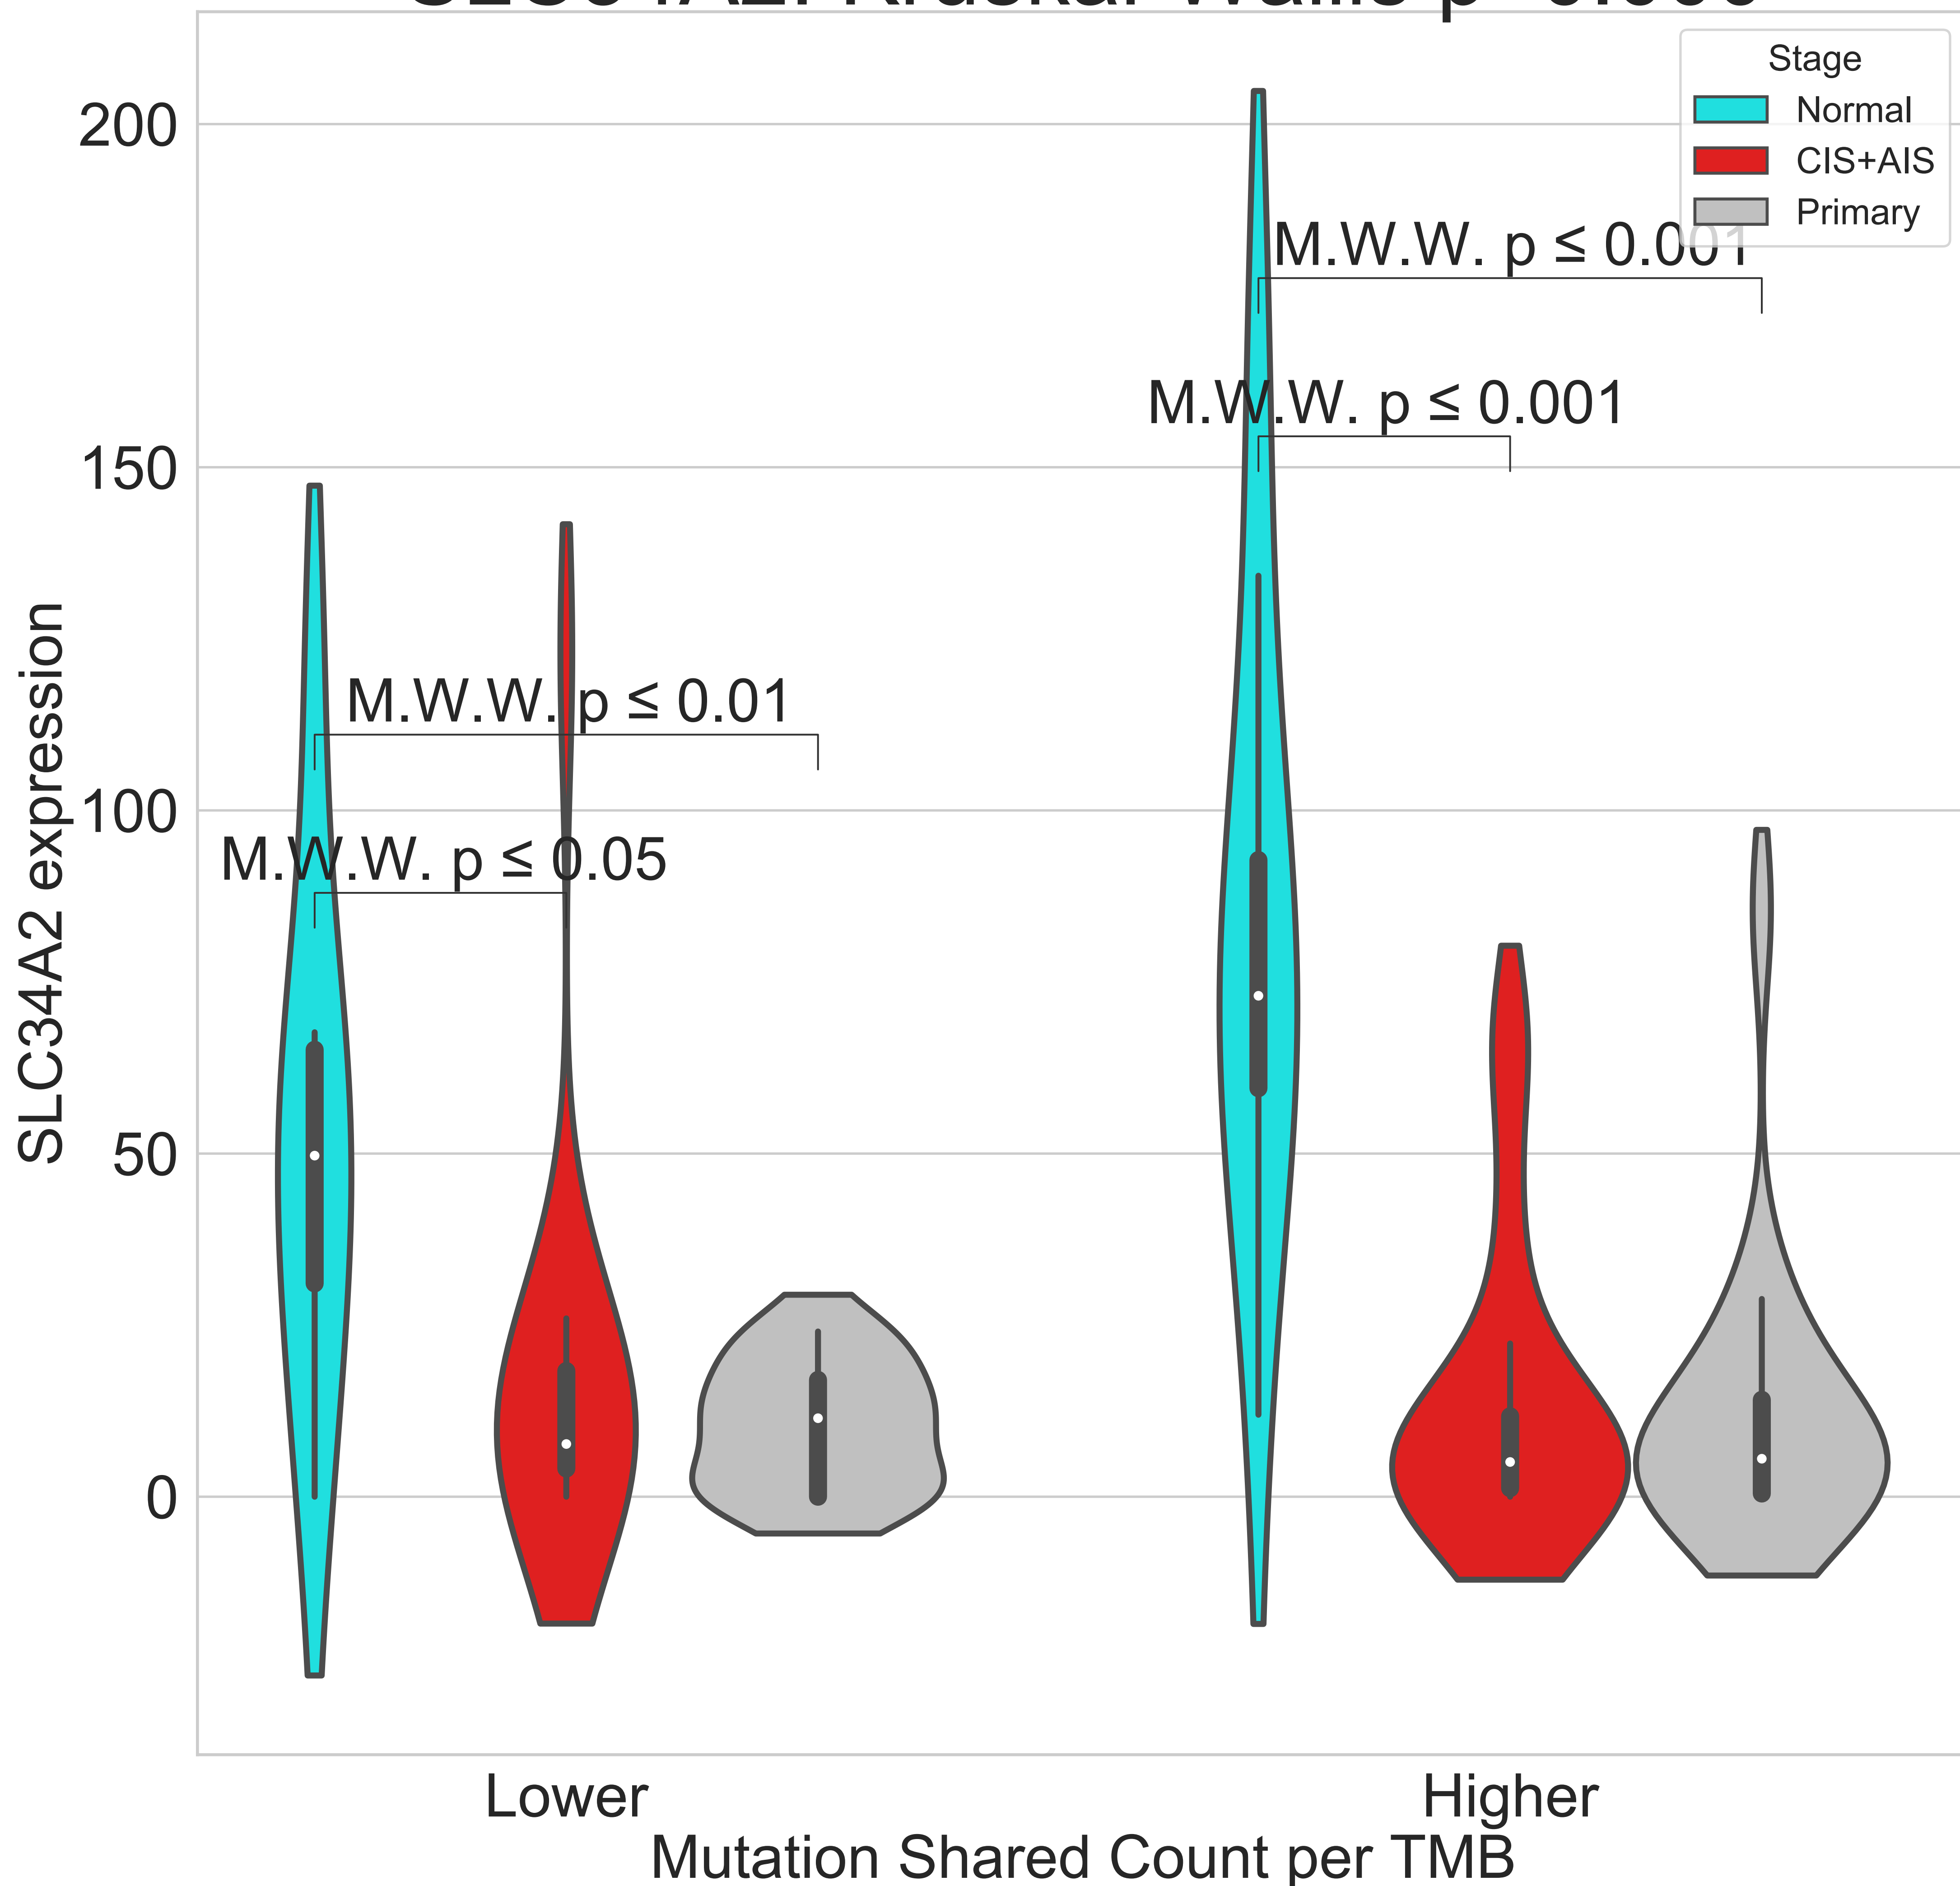 Stage
Normal
CIS+AIS
Primary
200
150
100
50
0
SLC34A2 expression
M.W.W. p ≤ 0.001
M.W.W. p ≤ 0.001
M.W.W. p ≤ 0.01
M.W.W. p ≤ 0.05
Lower
Higher
Mutation Shared Count per TMB